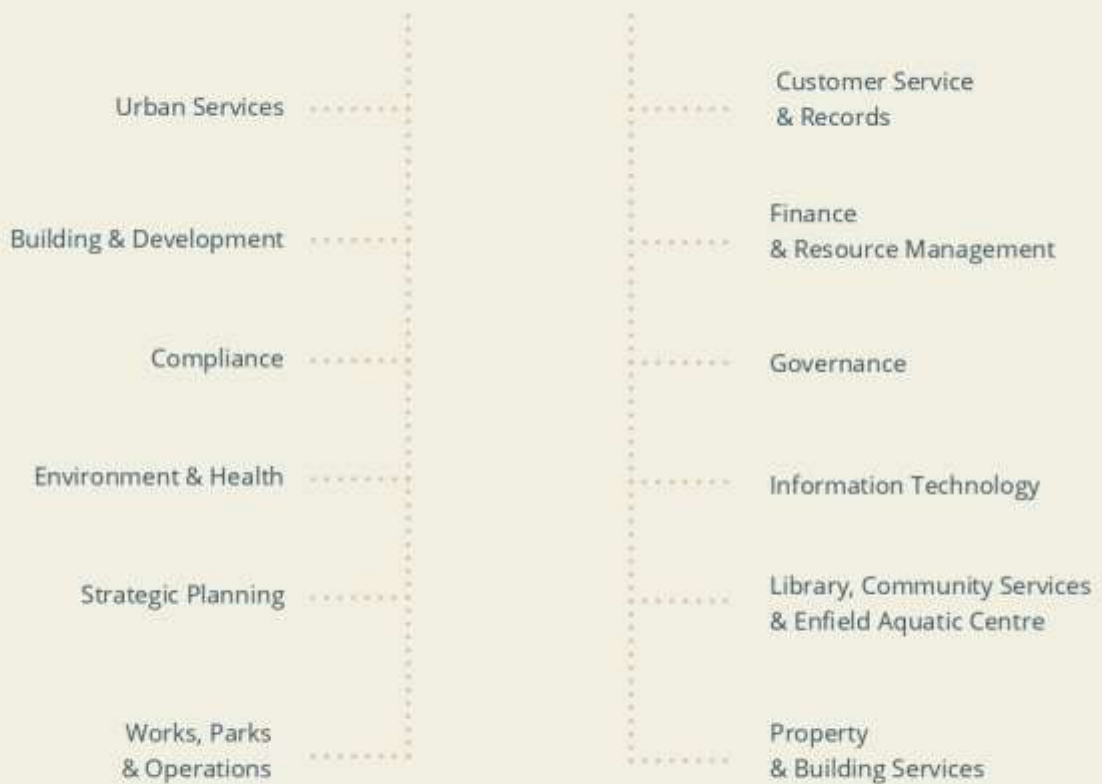 Urban Services
Building & Development
Compliance
Environment & Health
Strategic Planning
Works, Parks
& Operations
Customer Service
& Records
Finance
& Resource Management
Governance
Information Technology
Library, Community Services
& Enfield Aquatic Centre
Property
& Building Services